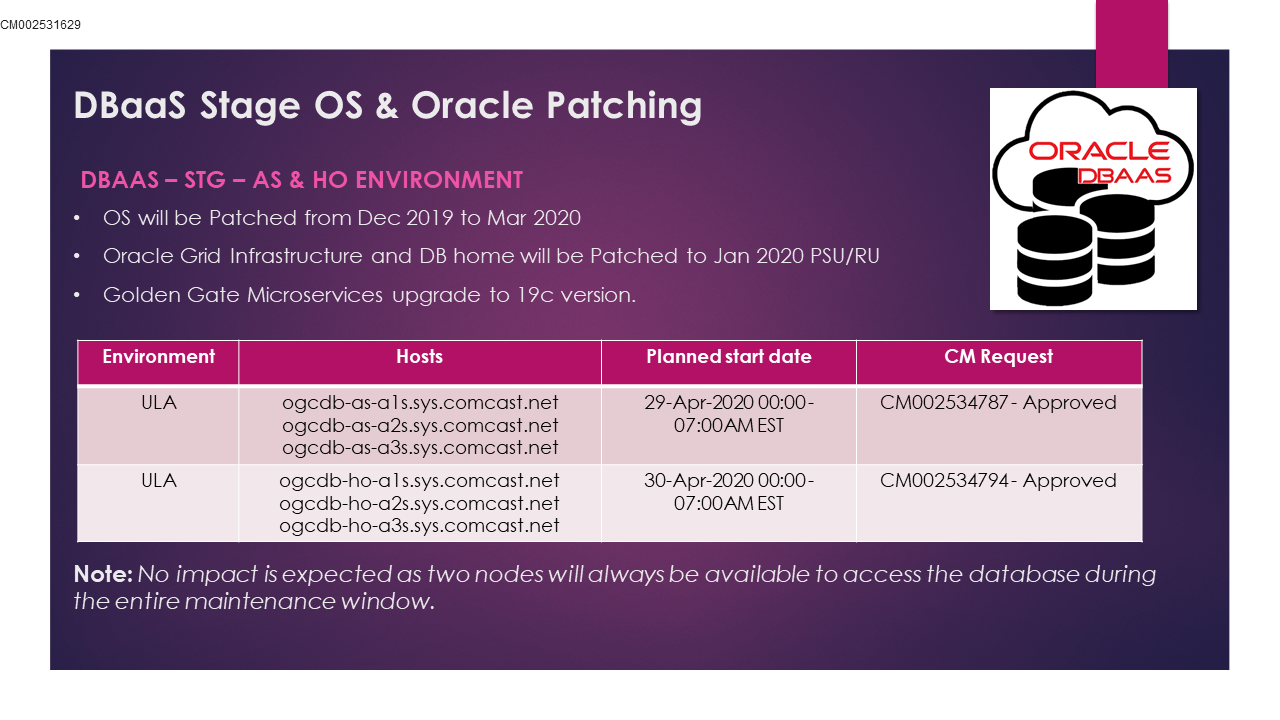 CM002531629
DBaaS Stage OS & Oracle Patching
ORACLE
DBAAS
DBAAS – STG – AS & HO ENVIRONMENT
• OS will be Patched from Dec 2019 to Mar 2020
• Oracle Grid Infrastructure and DB home will be Patched to Jan 2020 PSU/RU
• Golden Gate Microservices upgrade to 19c version.
Environment Hosts Planned start date CM Request
ULA ogcdb-as-a1s.sys.comcast.net 29-Apr-2020 00:00- CM002534787 - Approved
ogcdb-as-a2s.sys.comcast.net 07:00AM EST
ogcdb-as-a3s.sys.comcast.net
ULA ogcdb-ho-a1s.sys.comcast.net 30-Apr-2020 00:00- CM002534794 - Approved
ogcdb-ho-a2s.sys.comcast.net 07:00AM EST
ogcdb-ho-a3s.sys.comcast.net
Note: No impact is expected as two nodes will always be available to access the database during
the entire maintenance window.